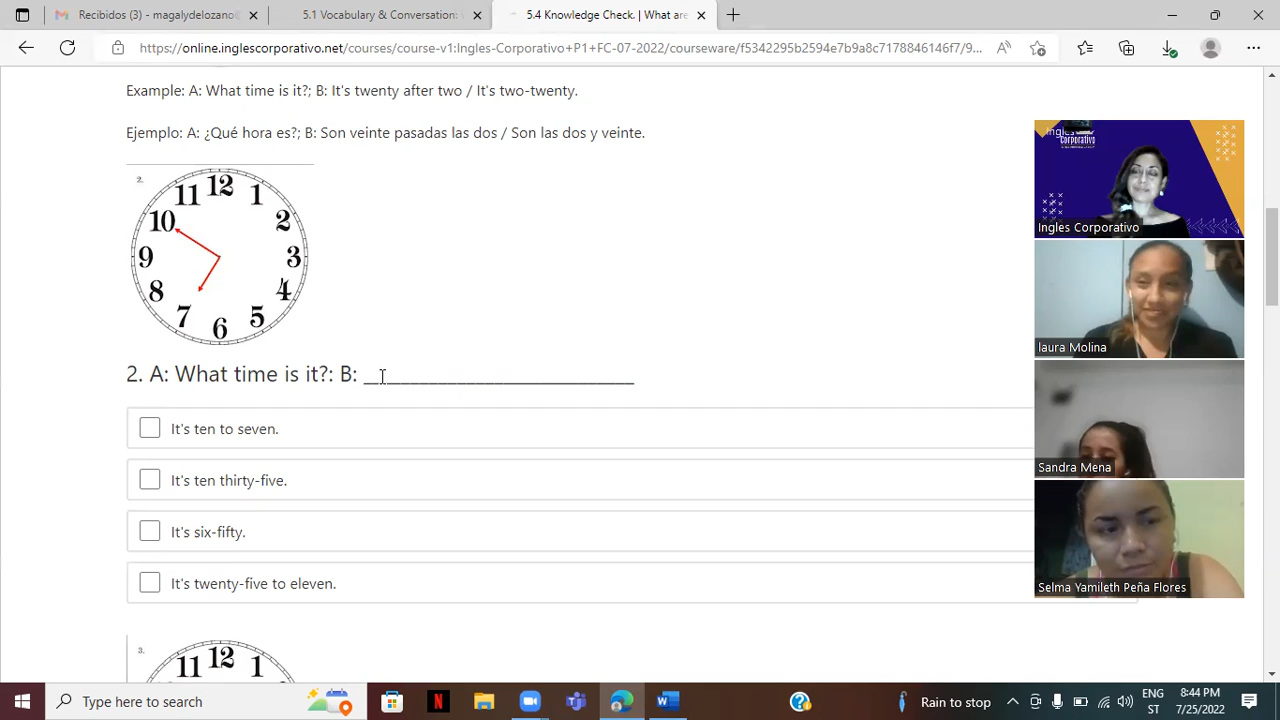 Recibidos (3) - magalydelozano@
5.1 Vocabulary & Conversation:
5.4 Knowledge Check. | What are
https://online.inglescorporativo.net/courses/course-v1:Ingles-Corporativo+P1+FC-07-2022/courseware/f5342295b2594e7b9a8c7178846146f7/9...
Example: A: What time is it?; B: It's twenty after two / It's two-twenty.
Ejemplo: A: ¿Qué hora es?; B: Son veinte pasadas las dos / Son las dos y veinte.
2.
12
11 1
10 2
9 3
8 4
7 5
6
2. A: What time is it?: B: ____________________________
It's ten to seven.
It's ten thirty-five.
It's six-fifty.
It's twenty-five to eleven.
3.
12
11 1
Ingles
Corporativo
Ingles Corporativo
laura Molina
Sandra Mena
Selma Yamileth Peña Flores
Type here to search
Rain to stop
ENG
ST
8:44 PM
7/25/2022